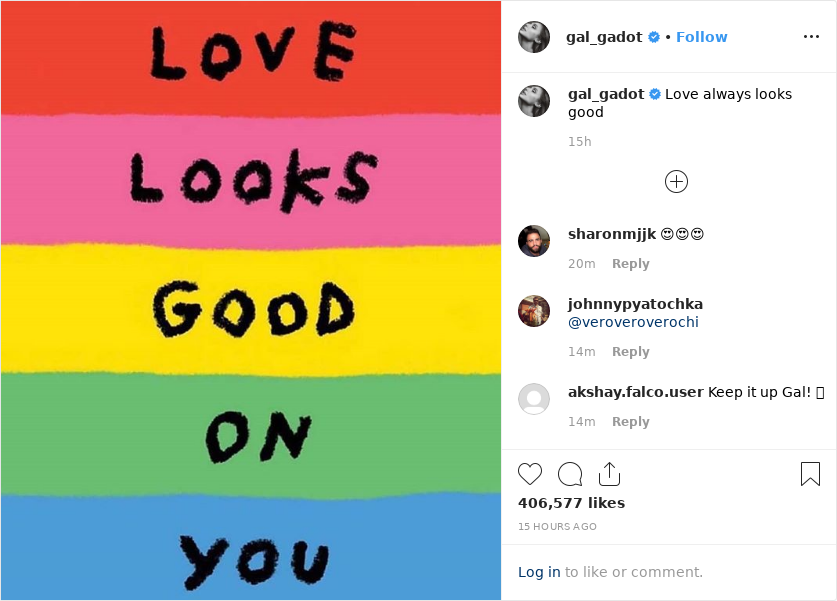 LOVE
LOOKS
GOOD
ON
YOU
gal_gadot • Follow
gal_gadot Love always looks
good
15h
sharonmjjk 😍😍😍
20m Reply
johnnypyatochka
@veroveroverochi
14m Reply
akshay.falco.user Keep it up Gal!
14m Reply
406,577 likes
15 HOURS AGO
Log in to like or comment.